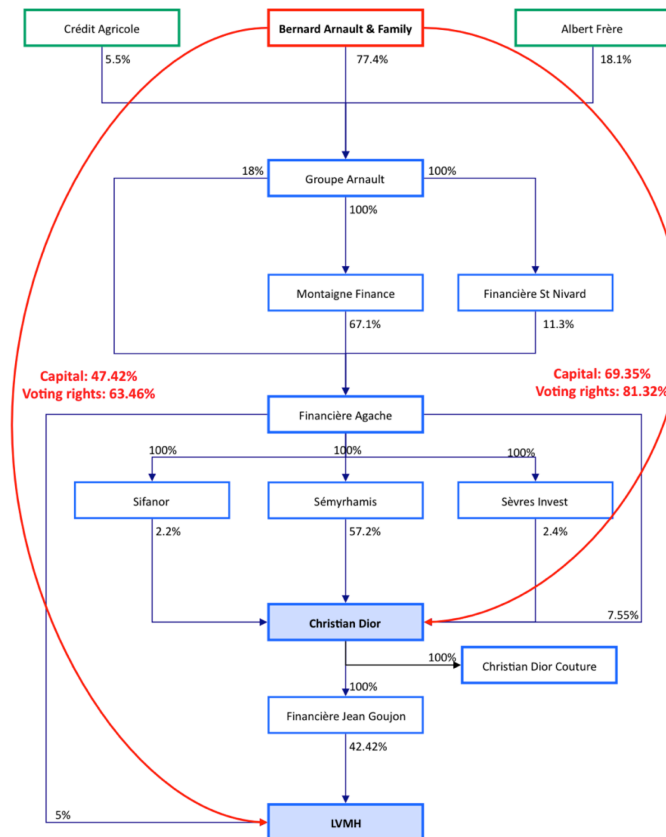 Crédit Agricole
Bernard Arnault & Family
Albert Frère
5.5%
77.4%
18.1%
18%
Groupe Arnault
100%
100%
Montaigne Finance
Financière St Nivard
67.1%
11.3%
Capital: 47.42%
Voting rights: 63.46%
Capital: 69.35%
Voting rights: 81.32%
Financière Agache
100%
100%
100%
Sifanor
Sémyrhamis
Sèvres Invest
2.2%
57.2%
2.4%
Christian Dior
7.55%
100%
Christian Dior Couture
100%
Financière Jean Goujon
42.42%
5%
LVMH